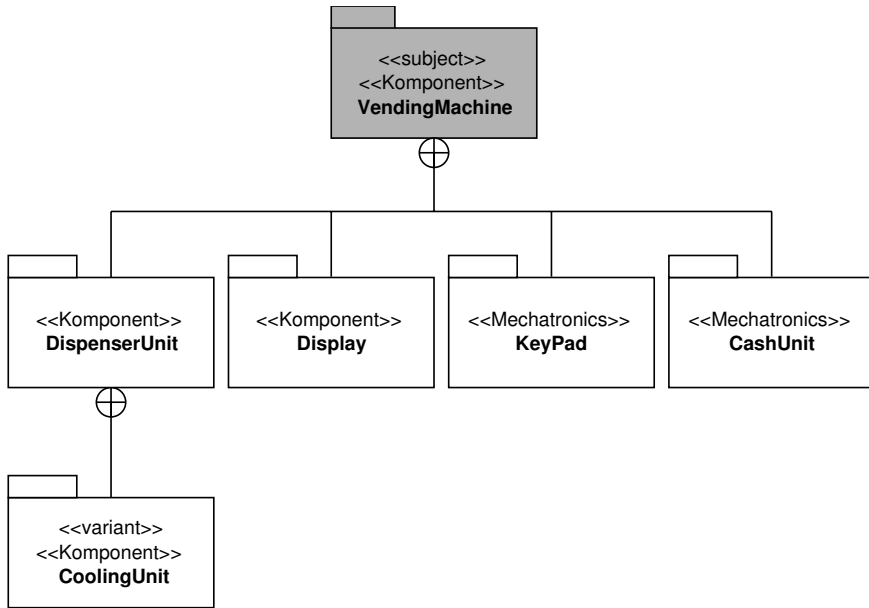 <<subject>>
<<Komponent>>
VendingMachine
<<Komponent>>
DispenserUnit
<<Komponent>>
Display
<<Mechatronics>>
KeyPad
<<Mechatronics>>
CashUnit
<<variant>>
<<Komponent>>
CoolingUnit